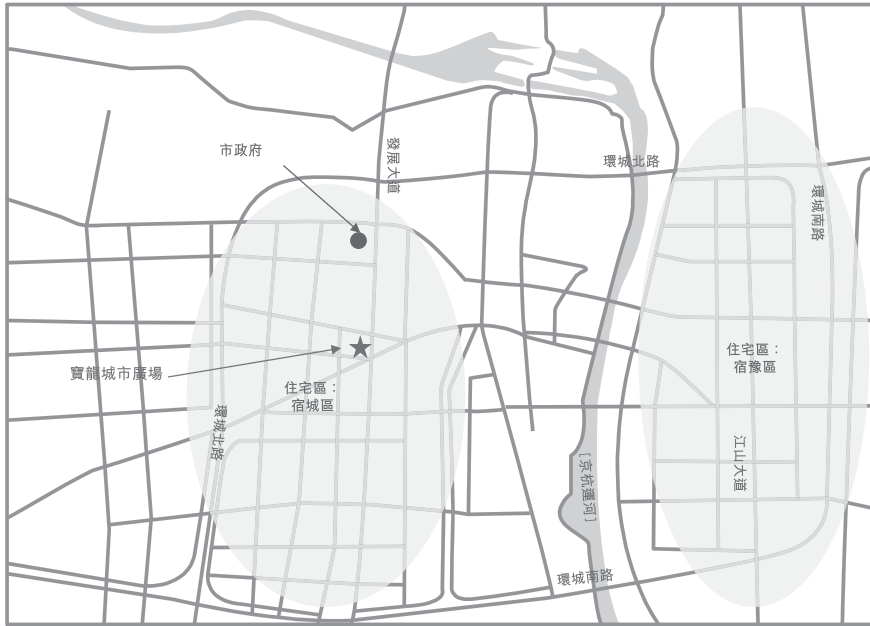 市政府
發展大道
環城北路
環城南路
寶龍城市廣場
住宅區：
宿城區
住宅區：
宿豫區
環城北路
江山大道
[京杭運河]
環城南路